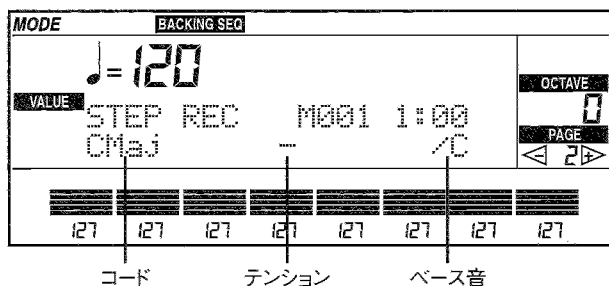 MODE BACKING SEQ
♩=120
OCTAVE
VALUE
0
STEP REC M001 1:00
PAGE
CMaj – /C
- 2 +
127 127 127 127 127 127 127 127
コード テンション ベース音